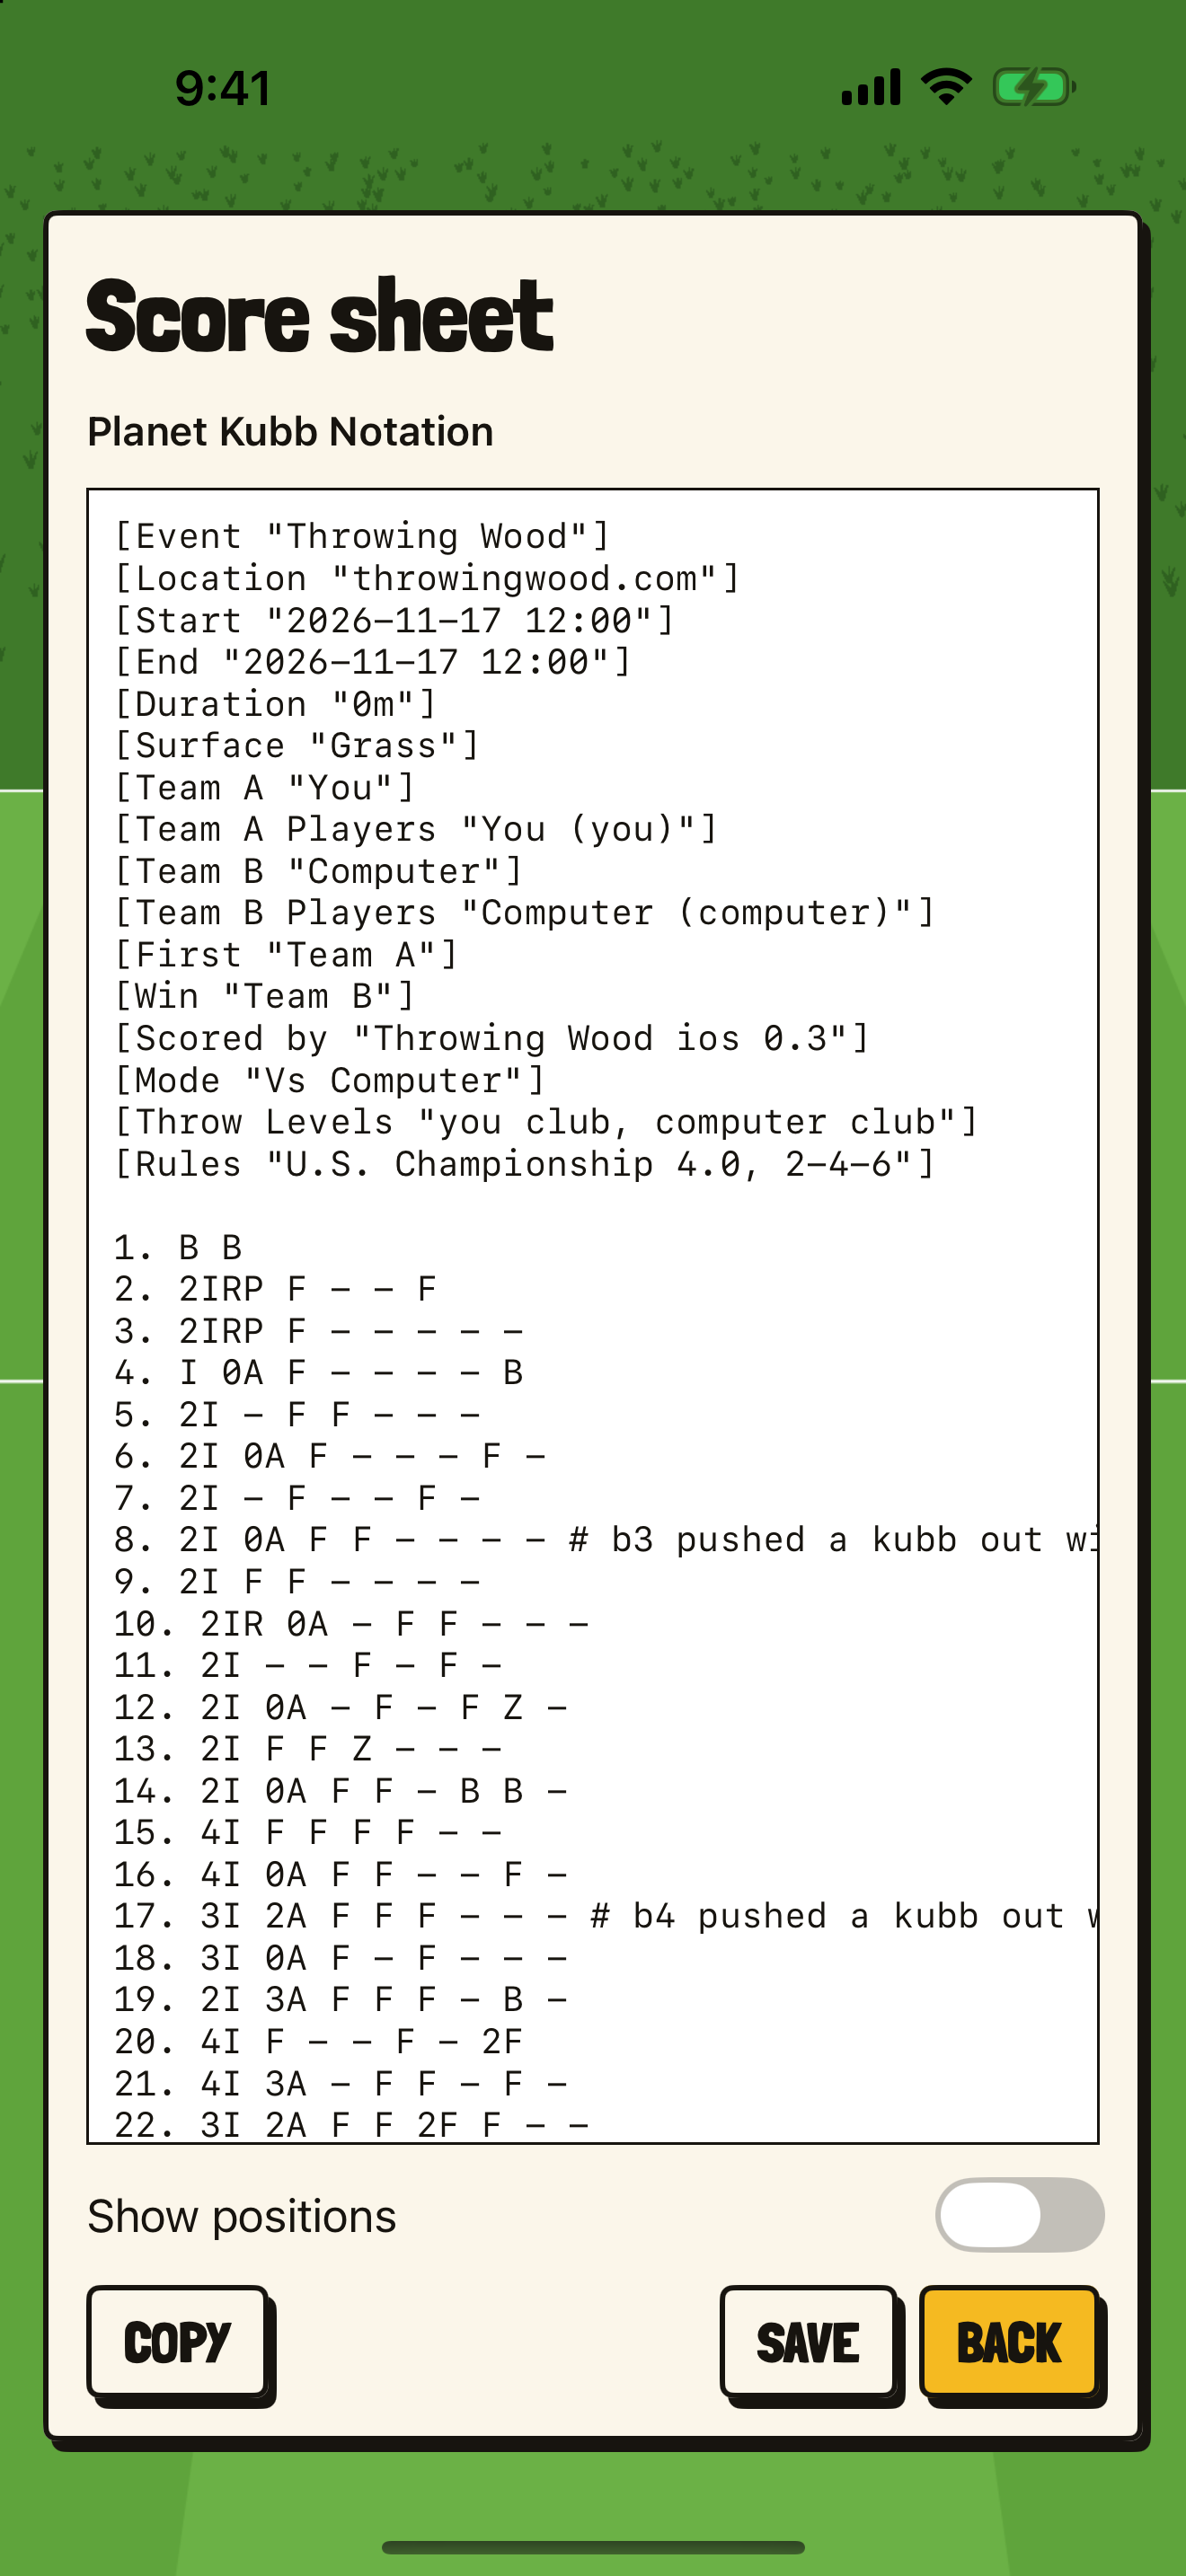 9:41
Score sheet
Planet Kubb Notation
[Event "Throwing Wood"]
[Location "throwingwood.com"]
[Start "2026-11-17 12:00"]
[End "2026-11-17 12:00"]
[Duration "0m"]
[Surface "Grass"]
[Team A "You"]
[Team A Players "You (you)"]
[Team B "Computer"]
[Team B Players "Computer (computer)"]
[First "Team A"]
[Win "Team B"]
[Scored by "Throwing Wood ios 0.3"]
[Mode "Vs Computer"]
[Throw Levels "you club, computer club"]
[Rules "U.S. Championship 4.0, 2-4-6"]
1. B B
2. 2IRP F - - F
3. 2IRP F - - - - -
4. I 0A F - - - - B
5. 2I - F F - - -
6. 2I 0A F - - - F -
7. 2I - F - - F -
8. 2I 0A F F - - - - # b3 pushed a kubb out
9. 2I F F - - - -
10. 2IR 0A - F F - - -
11. 2I - - F - F -
12. 2I 0A - F - F Z -
13. 2I F F Z - - -
14. 2I 0A F F - B B -
15. 4I F F F F - -
16. 4I 0A F F - - F -
17. 3I 2A F F F - - - # b4 pushed a kubb out
18. 3I 0A F - F - - -
19. 2I 3A F F F - B -
20. 4I F - - F - 2F
21. 4I 3A - F F - F -
22. 3I 2A F F 2F F - -
Show positions
COPY SAVE BACK